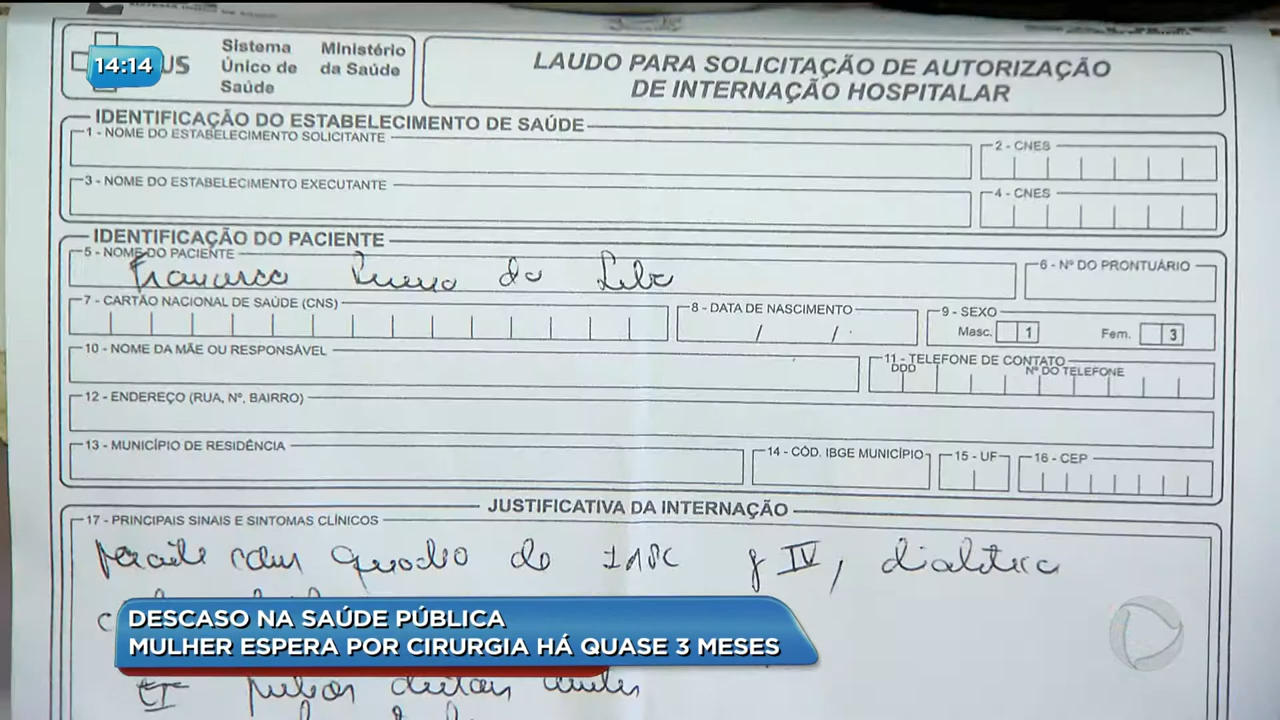 14:14
US
Sistema Único de Saúde
Ministério da Saúde
LAUDO PARA SOLICITAÇÃO DE AUTORIZAÇÃO
DE INTERNAÇÃO HOSPITALAR
IDENTIFICAÇÃO DO ESTABELECIMENTO DE SAÚDE
1 - NOME DO ESTABELECIMENTO SOLICITANTE
2 - CNES
3 - NOME DO ESTABELECIMENTO EXECUTANTE
4 - CNES
IDENTIFICAÇÃO DO PACIENTE
5 - NOME DO PACIENTE
6 - Nº DO PRONTUÁRIO
7 - CARTÃO NACIONAL DE SAÚDE (CNS)
8 - DATA DE NASCIMENTO
/ /
9 - SEXO
Masc. 1 Fem. 3
10 - NOME DA MÃE OU RESPONSÁVEL
11 - TELEFONE DE CONTATO
DDD Nº DO TELEFONE
12 - ENDEREÇO (RUA, Nº, BAIRRO)
13 - MUNICÍPIO DE RESIDÊNCIA
14 - CÓD. IBGE MUNICÍPIO
15 - UF
16 - CEP
JUSTIFICATIVA DA INTERNAÇÃO
17 - PRINCIPAIS SINAIS E SINTOMAS CLÍNICOS
quadro de IV,
DESCASO NA SAÚDE PÚBLICA
MULHER ESPERA POR CIRURGIA HÁ QUASE 3 MESES